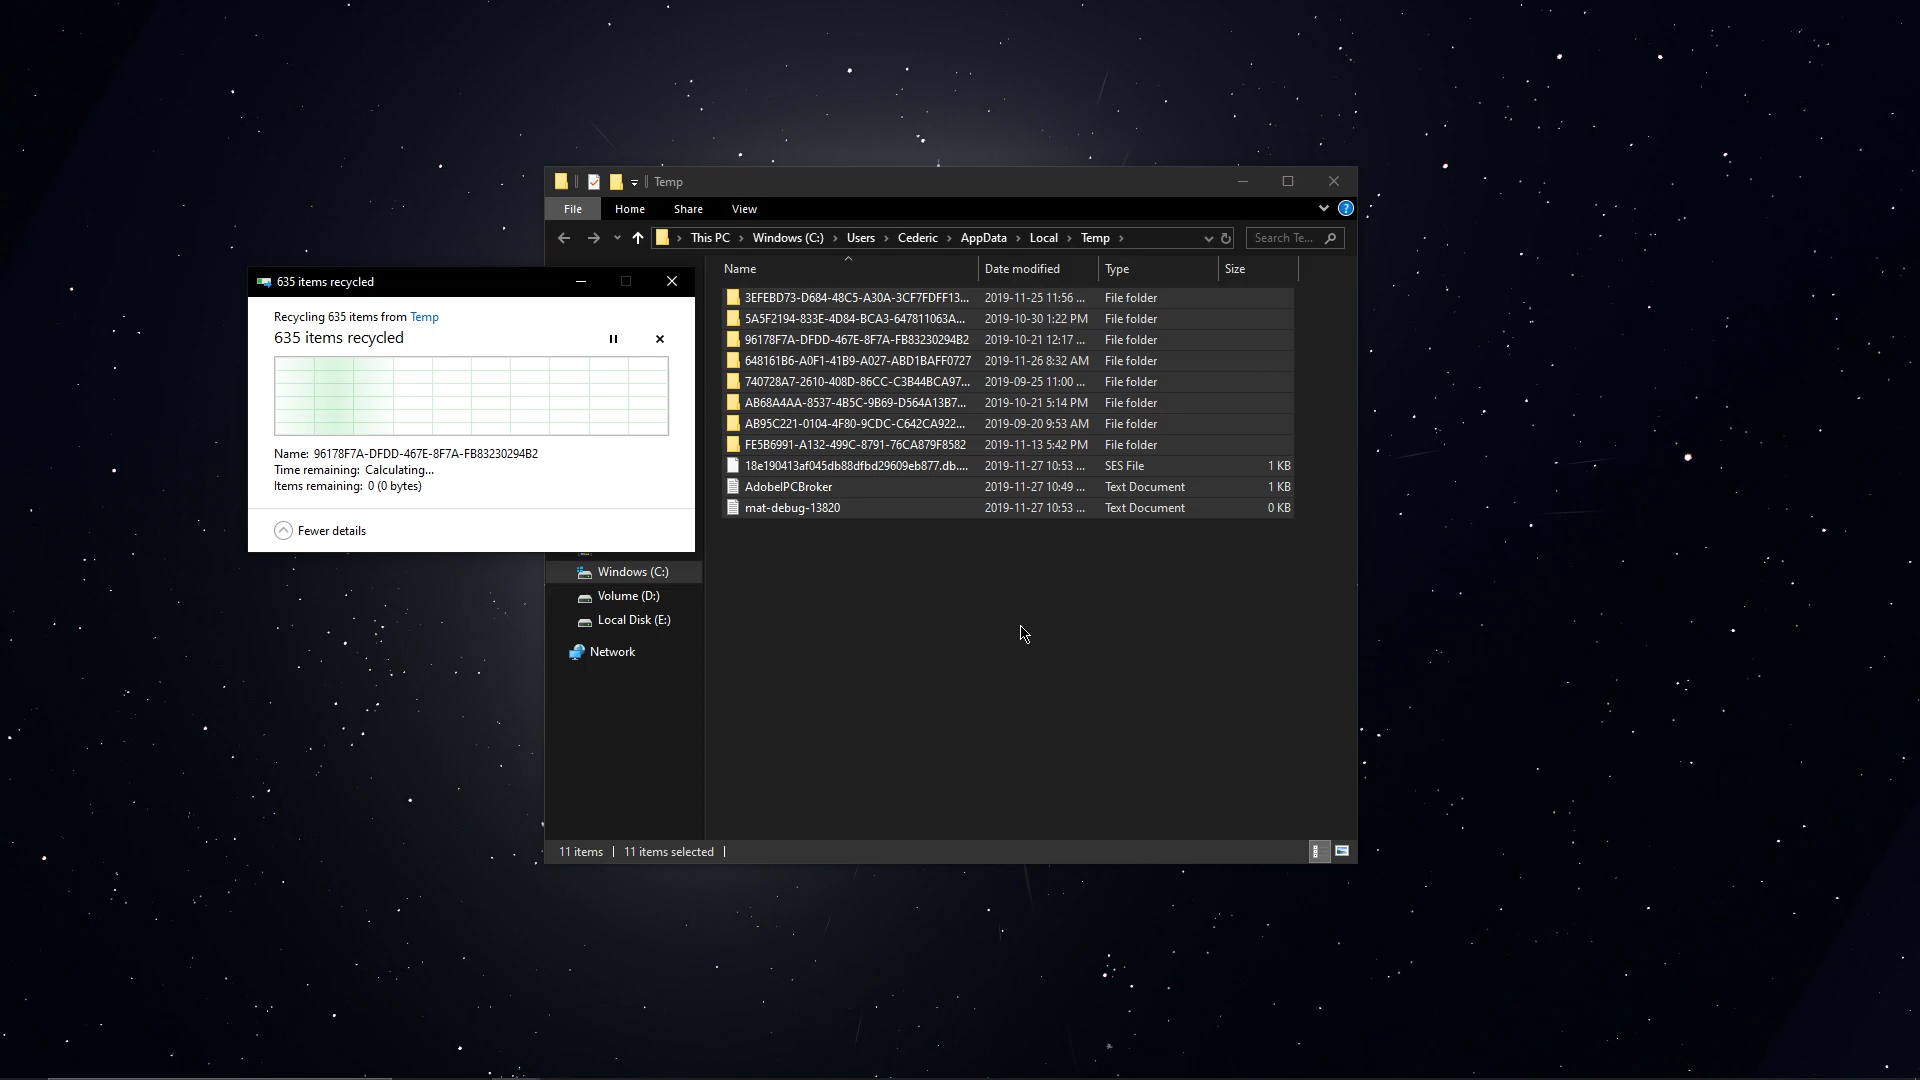 Temp
File Home Share View
This PC › Windows (C:) › Users › Cederic › AppData › Local › Temp ›
Search Te...
Name Date modified Type Size
3EFEBD73-D684-48C5-A30A-3CF7FDFF13... 2019-11-25 11:56 ... File folder
5A5F2194-833E-4D84-BCA3-647811063A... 2019-10-30 1:22 PM File folder
96178F7A-DFDD-467E-8F7A-FB83230294B2 2019-10-21 12:17 ... File folder
648161B6-A0F1-41B9-A027-ABD1BAFF0727 2019-11-26 8:32 AM File folder
740728A7-2610-408D-86CC-C3B44BCA97... 2019-09-25 11:00 ... File folder
AB68A4AA-8537-4B5C-9B69-D564A13B7... 2019-10-21 5:14 PM File folder
AB95C221-0104-4F80-9CDC-C642CA922... 2019-09-20 9:53 AM File folder
FE5B6991-A132-499C-8791-76CA879F8582 2019-11-13 5:42 PM File folder
18e190413af045db88dfbd29609eb877.db.... 2019-11-27 10:53 ... SES File 1 KB
AdobeIPCBroker 2019-11-27 10:49 ... Text Document 1 KB
mat-debug-13820 2019-11-27 10:53 ... Text Document 0 KB
635 items recycled
Recycling 635 items from Temp
635 items recycled
Name: 96178F7A-DFDD-467E-8F7A-FB83230294B2
Time remaining: Calculating...
Items remaining: 0 (0 bytes)
Fewer details
Windows (C:)
Volume (D:)
Local Disk (E:)
Network
11 items 11 items selected